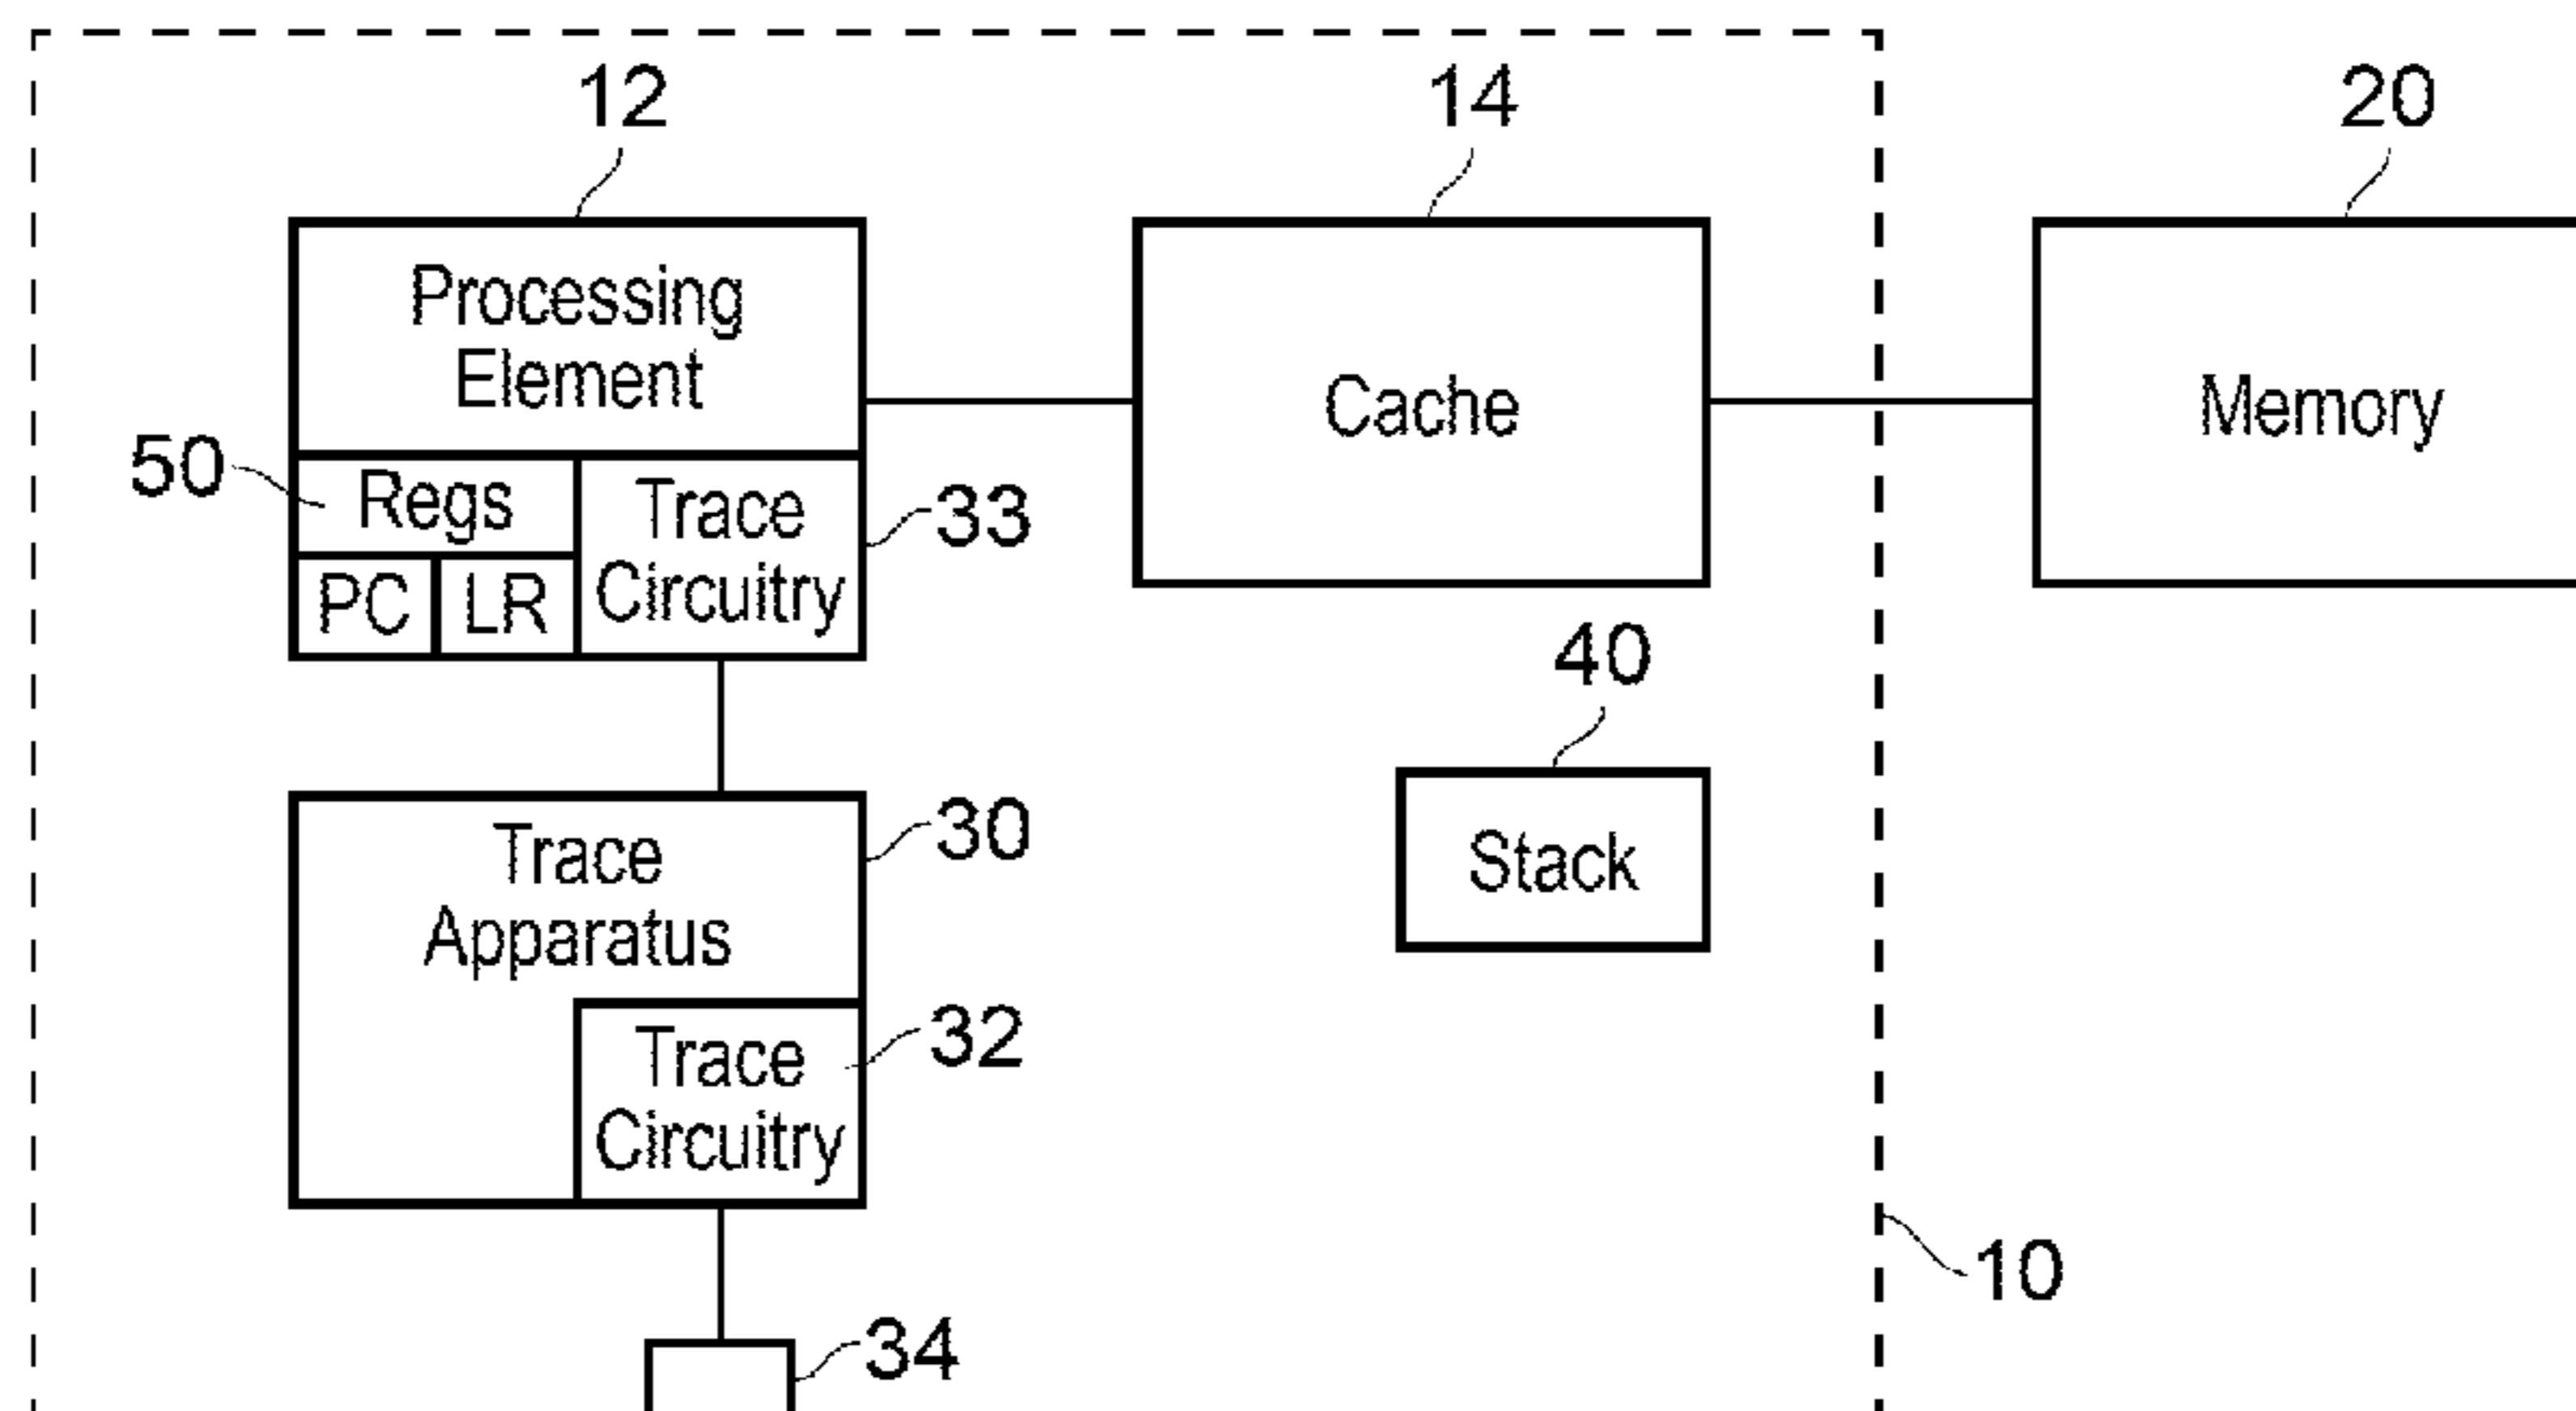 12
14
20
Processing
Element
Cache
Memory
50
Regs
Trace
Circuitry
33
PC
LR
40
Stack
30
Trace
Apparatus
32
Trace
Circuitry
10
34